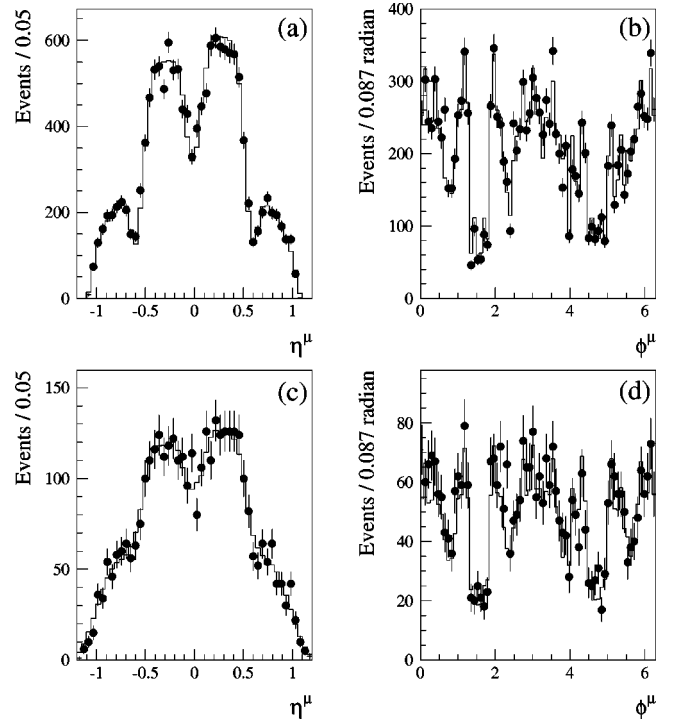 (a)
Events / 0.05
600
400
200
0
-1 -0.5 0 0.5 1
η^μ
(b)
Events / 0.087 radian
400
300
200
100
0
0 2 4 6
ϕ^μ
(c)
Events / 0.05
150
100
50
0
-1 -0.5 0 0.5 1
η^μ
(d)
Events / 0.087 radian
80
60
40
20
0
0 2 4 6
ϕ^μ